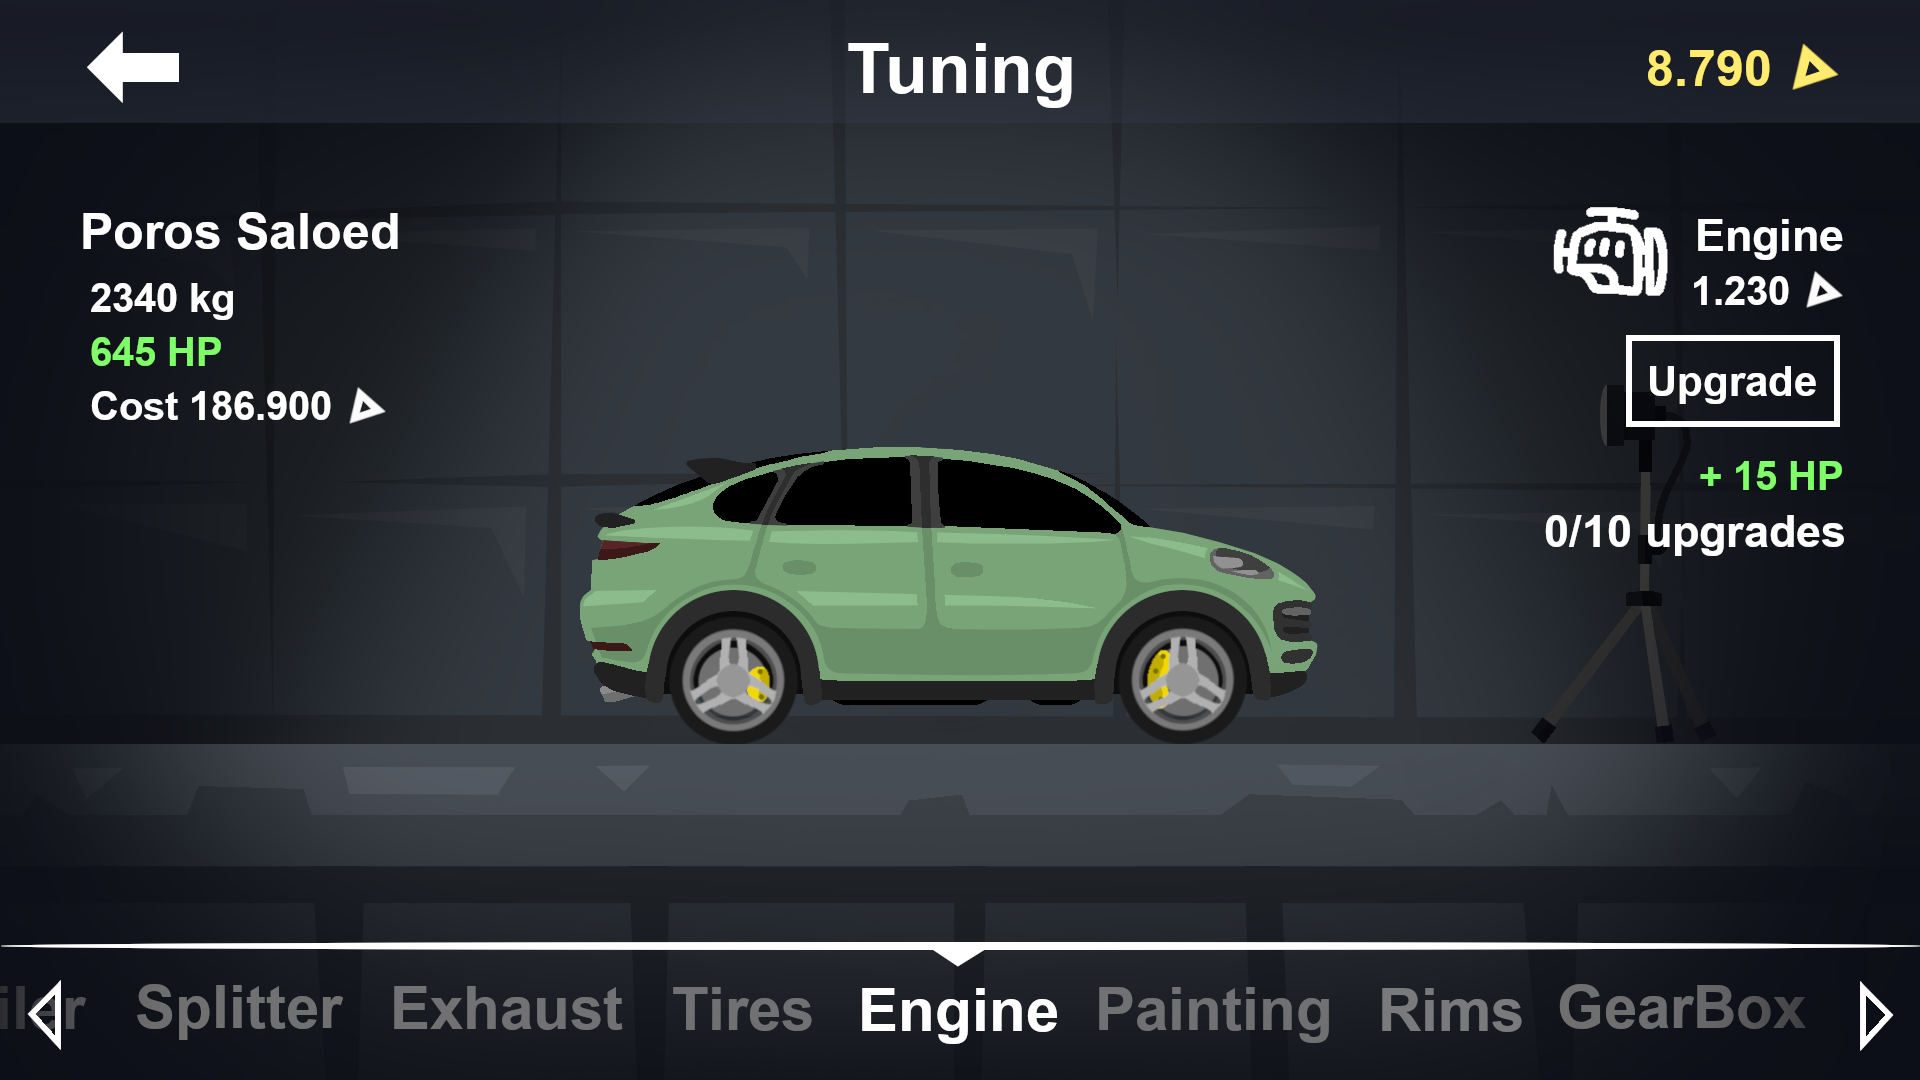 Tuning
8.790
Poros Saloed
2340 kg
645 HP
Cost 186.900
Engine
1.230
Upgrade
+ 15 HP
0/10 upgrades
Splitter Exhaust Tires Engine Painting Rims GearBox